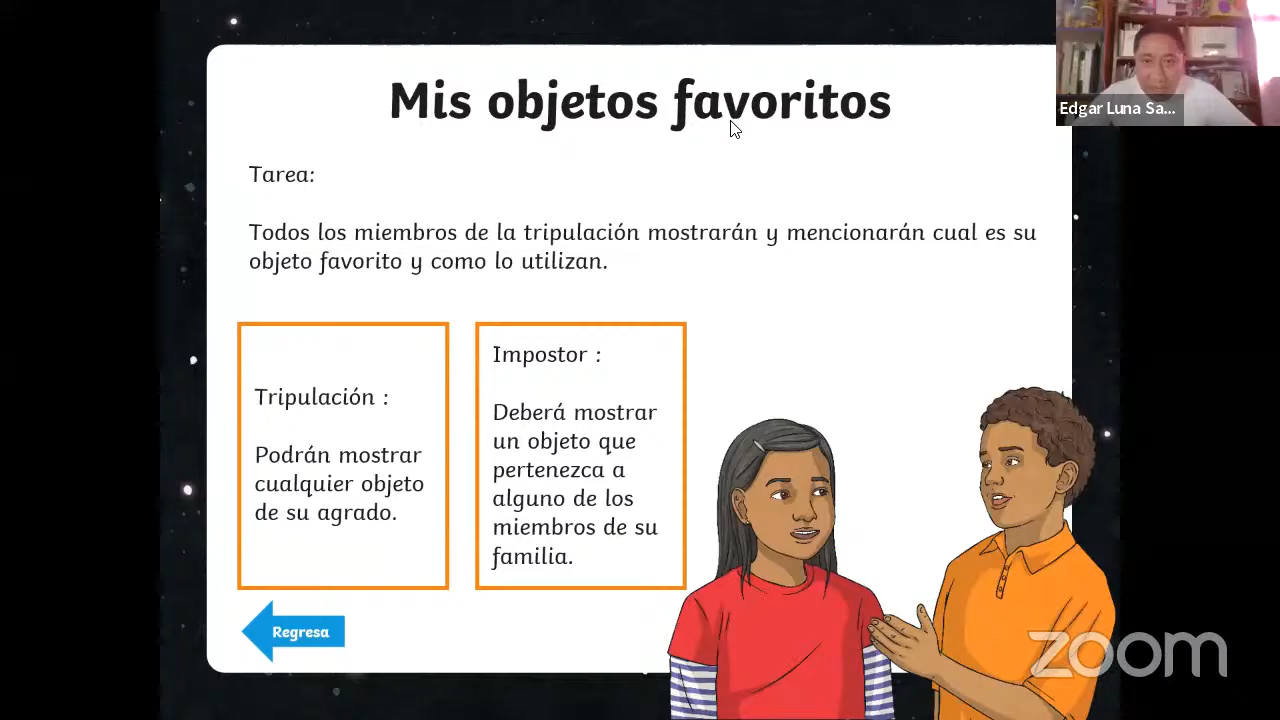 Mis objetos favoritos
Edgar Luna Sa...
Tarea:
Todos los miembros de la tripulación mostrarán y mencionarán cual es su
objeto favorito y como lo utilizan.
Tripulación :
Podrán mostrar
cualquier objeto
de su agrado.
Impostor :
Deberá mostrar
un objeto que
pertenezca a
alguno de los
miembros de su
familia.
Regresa
zoom